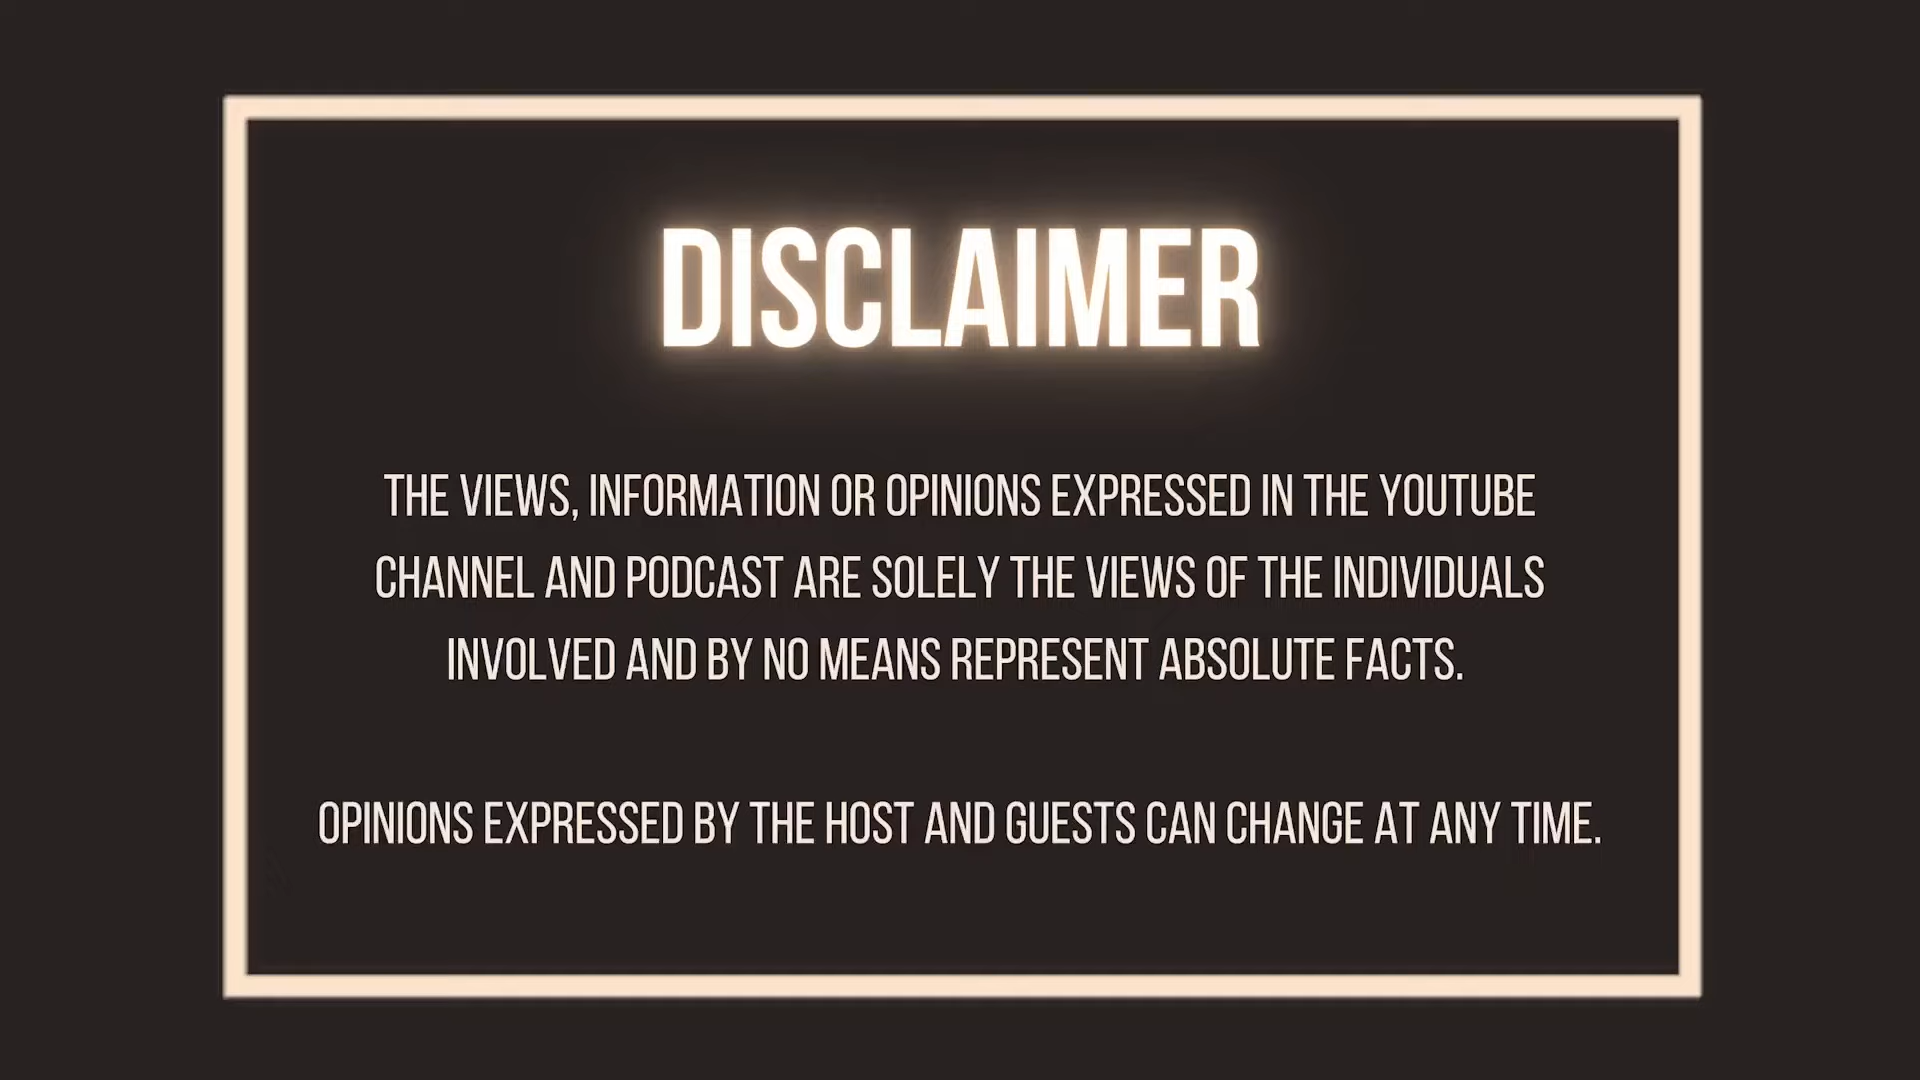 DISCLAIMER
THE VIEWS, INFORMATION OR OPINIONS EXPRESSED IN THE YOUTUBE
CHANNEL AND PODCAST ARE SOLELY THE VIEWS OF THE INDIVIDUALS
INVOLVED AND BY NO MEANS REPRESENT ABSOLUTE FACTS.
OPINIONS EXPRESSED BY THE HOST AND GUESTS CAN CHANGE AT ANY TIME.